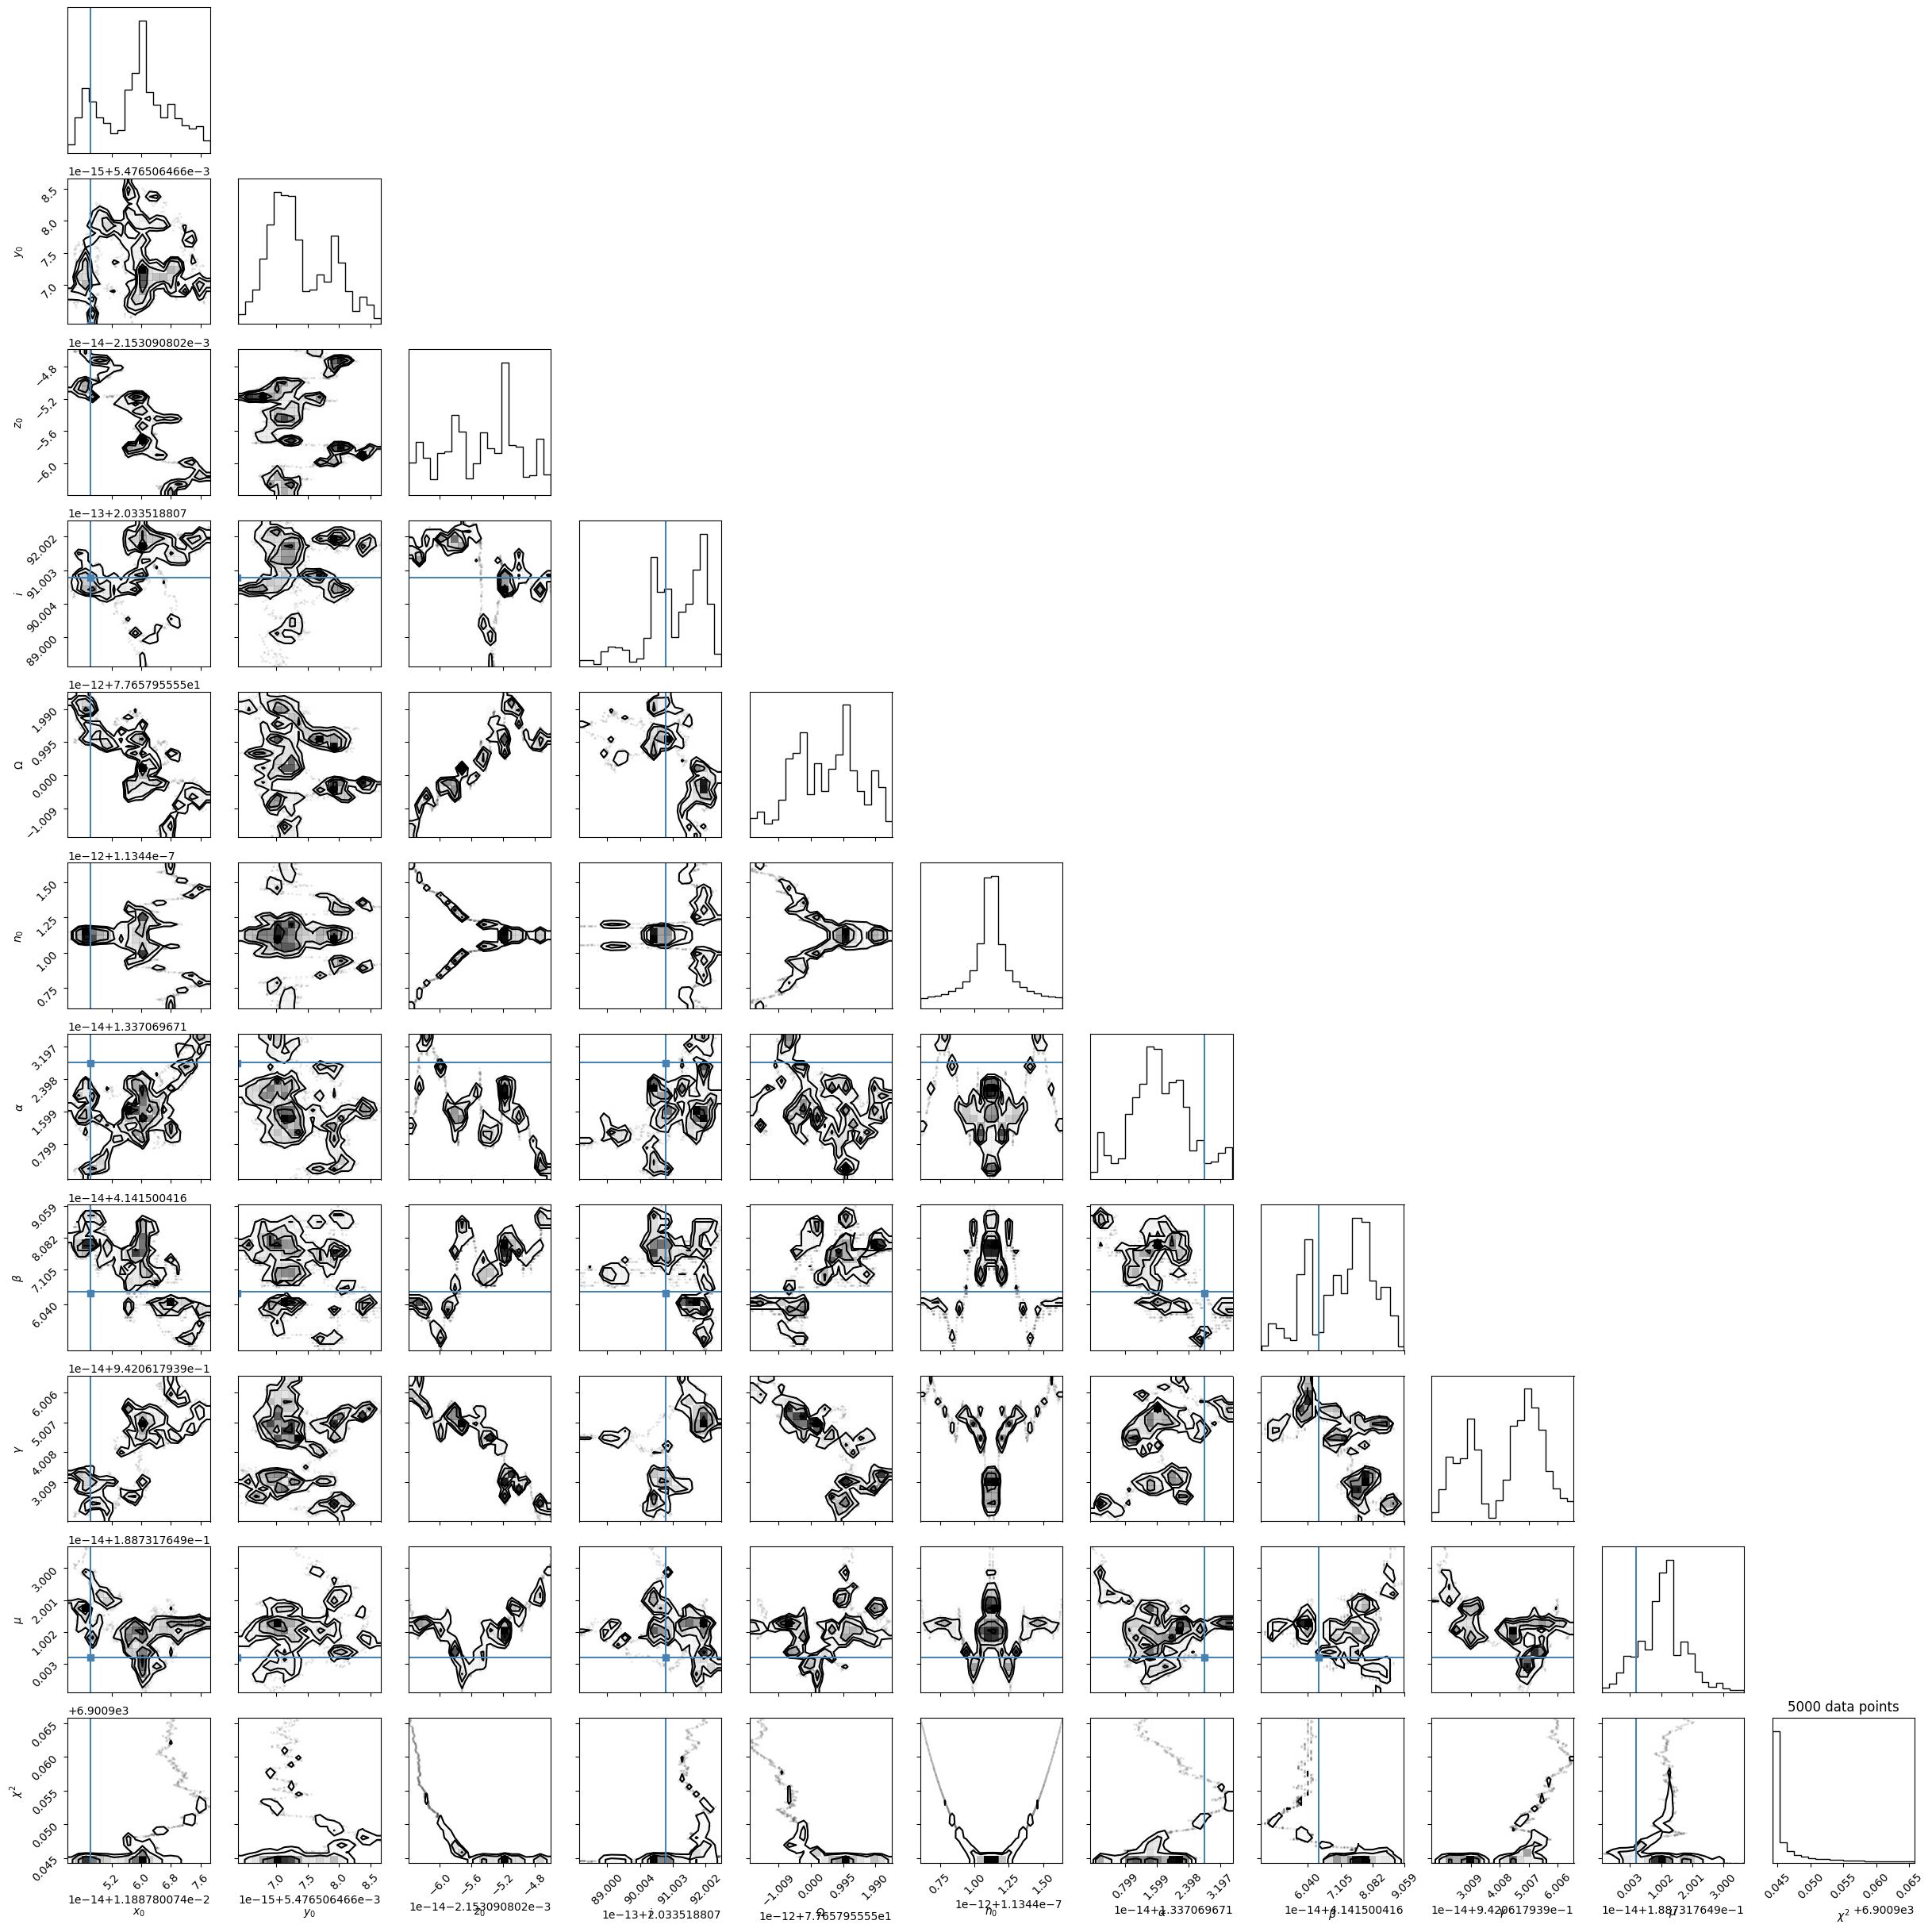 1e−15+5.476506466e−3
8.5
8.0
7.5
7.0
y₀
1e−14−2.153090802e−3
−4.8
−5.2
−5.6
−6.0
z₀
1e−13+2.033518807
92.002
91.003
90.004
89.000
i
1e−12+7.765795555e1
1.990
0.995
0.000
−1.009
Ω
1e−12+1.1344e−7
1.50
1.25
1.00
0.75
n₀
1e−14+1.337069671
3.197
2.398
1.599
0.799
α
1e−14+4.141500416
9.059
8.082
7.105
6.040
β
1e−14+9.420617939e−1
6.006
5.007
4.008
3.009
γ
1e−14+1.887317649e−1
3.000
2.001
1.002
0.003
μ
5000 data points
+6.9009e3
0.065
0.060
0.055
0.050
0.045
χ²
5.2 6.0 6.8 7.6
1e−14+1.188780074e−2
x₀
7.0 7.5 8.0 8.5
1e−15+5.476506466e−3
y₀
−6.0 −5.6 −5.2 −4.8
1e−14−2.153090802e−3
z₀
89.000 90.004 91.003 92.002
1e−13+2.033518807
−1.009 0.000 0.995 1.990
1e−12+7.765795555e1
Ω
0.75 1.00 1.25 1.50
1e−12+1.1344e−7
n₀
0.799 1.599 2.398 3.197
1e−14+1.337069671
α
6.040 7.105 8.082 9.059
1e−14+4.141500416
β
3.009 4.008 5.007 6.006
1e−14+9.420617939e−1
0.003 1.002 2.001 3.000
1e−14+1.887317649e−1
0.045 0.050 0.055 0.060 0.065
χ² +6.9009e3